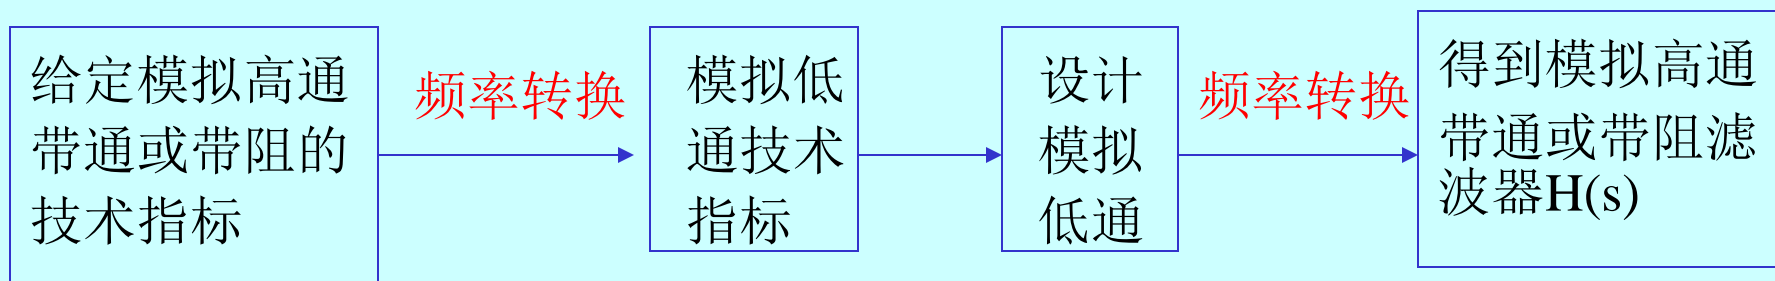 给定模拟高通
带通或带阻的
技术指标
频率转换
模拟低
通技术
指标
设计
模拟
低通
频率转换
得到模拟高通
带通或带阻滤
波器H(s)